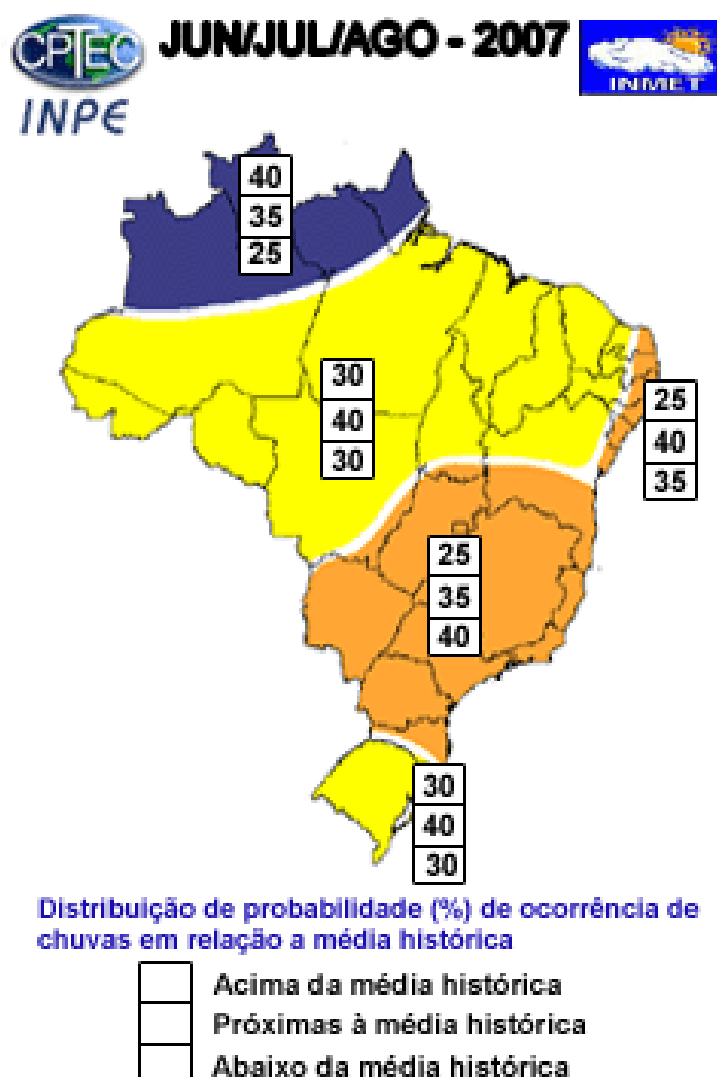 CPTEC
INPE
JUN/JUL/AGO - 2007
INMET
40
35
25
30
40
30
25
40
35
25
35
40
30
40
30
Distribuição de probabilidade (%) de ocorrência de
chuvas em relação a média histórica
Acima da média histórica
Próximas à média histórica
Abaixo da média histórica